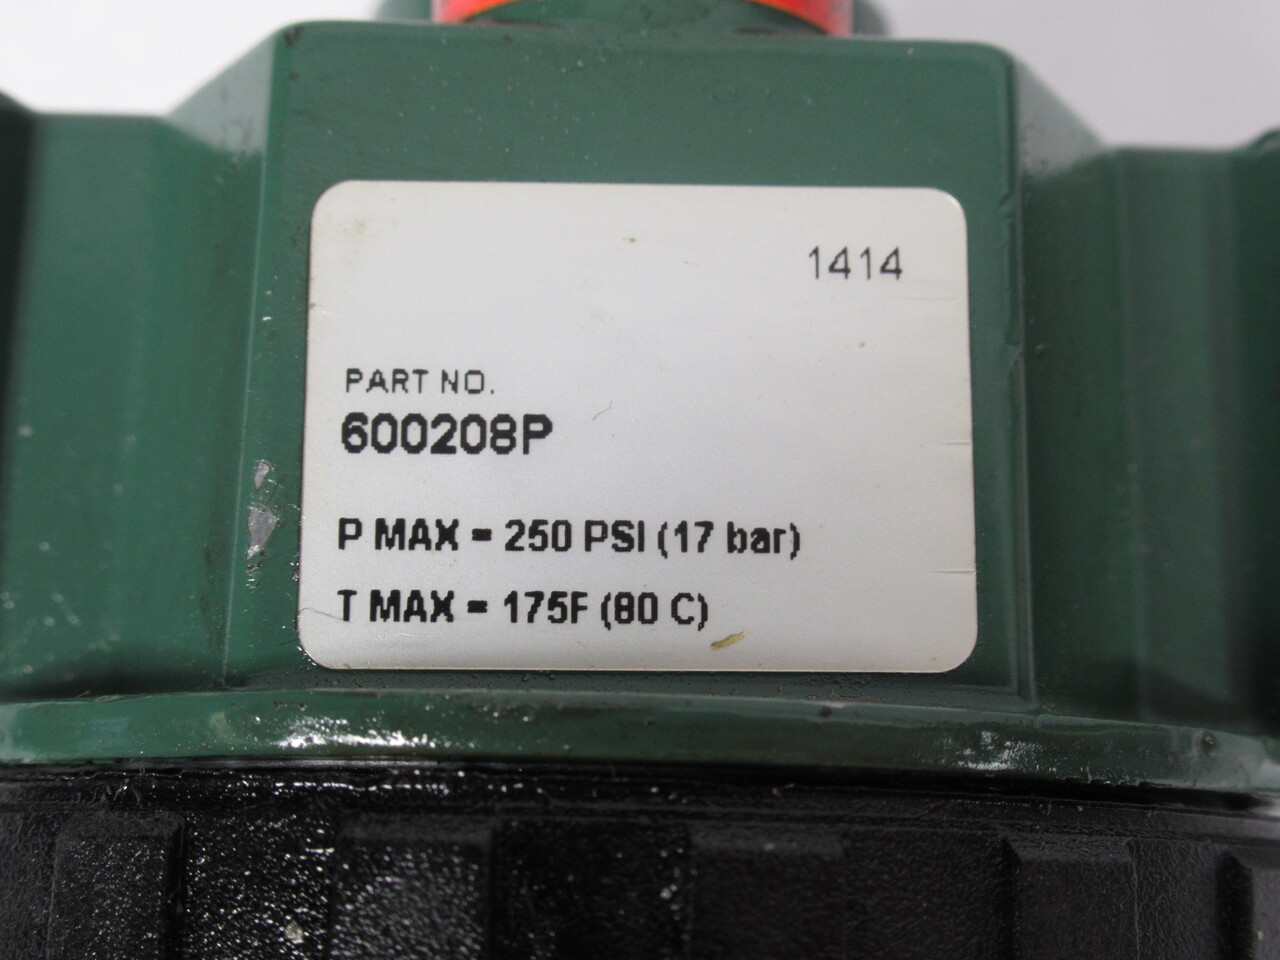 1414
PART NO.
600208P
P MAX = 250 PSI (17 bar)
T MAX = 175F (80 C)